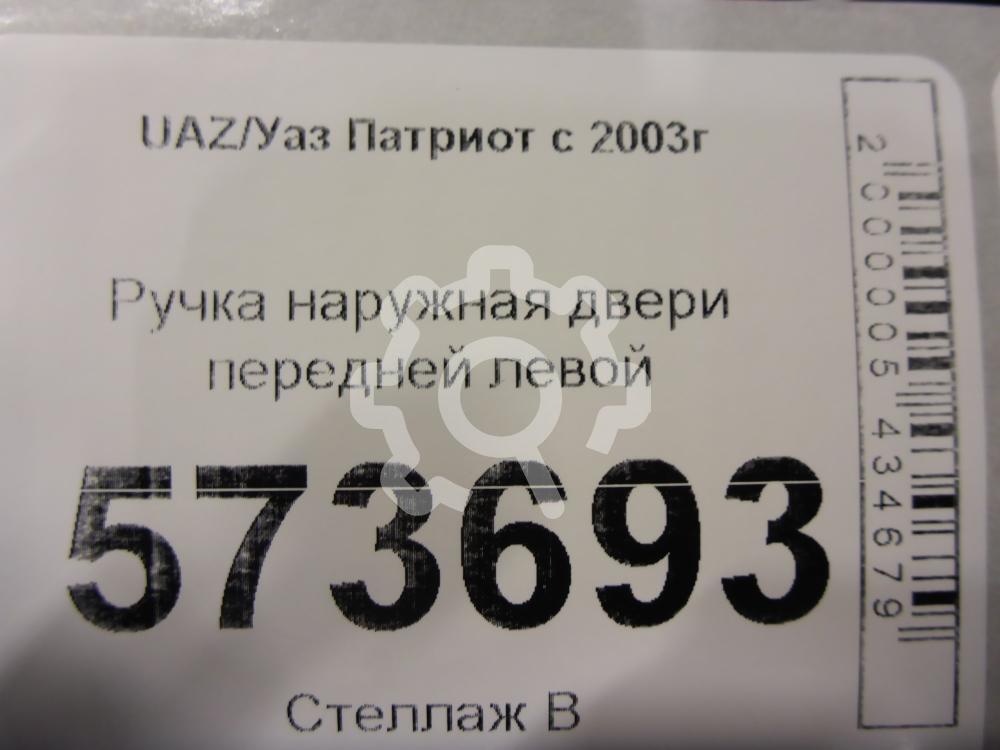 UAZ/Уаз Патриот с 2003г
Ручка наружная двери
передней левой
573693
Стеллаж В
2000005434679